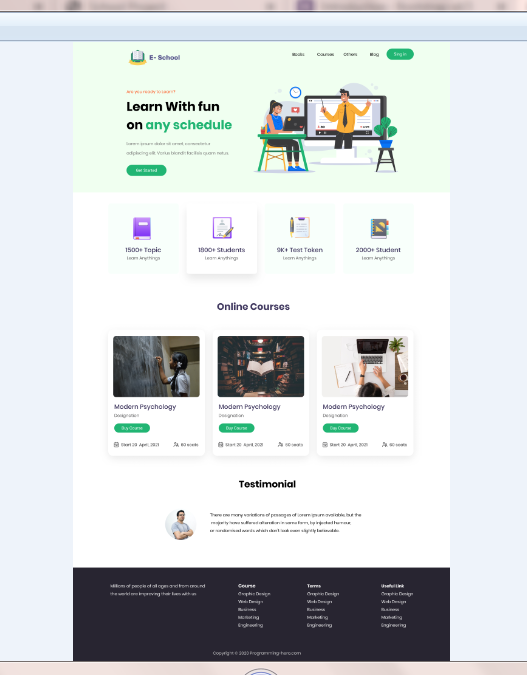 E- School
Books Courses Others Blog Sign In
Are you ready to learn?
Learn With fun
on any schedule
Lorem ipsum dolor sit amet, consectetur
adipiscing elit. Varius blandit facilisis quam netus.
Get Started
1500+ Topic
Learn Anythings
1800+ Students
Learn Anythings
9K+ Test Token
Learn Anythings
2000+ Student
Learn Anythings
Online Courses
Modern Psychology
Designation
Buy Course
Start 20 April, 2021 60 seats
Modern Psychology
Designation
Buy Course
Start 20 April, 2021 60 seats
Modern Psychology
Designation
Buy Course
Start 20 April, 2021 60 seats
Testimonial
There are many variations of passages of Lorem Ipsum available, but the
majority have suffered alteration in some form, by injected humour,
or randomised words which don't look even slightly believable.
Millions of people of all ages and from around
the world are improving their lives with us.
Course
Graphic Design
Web Design
Business
Marketing
Engineering
Terms
Graphic Design
Web Design
Business
Marketing
Engineering
Useful Link
Graphic Design
Web Design
Business
Marketing
Engineering
Copyright © 2023 Programming-hero.com